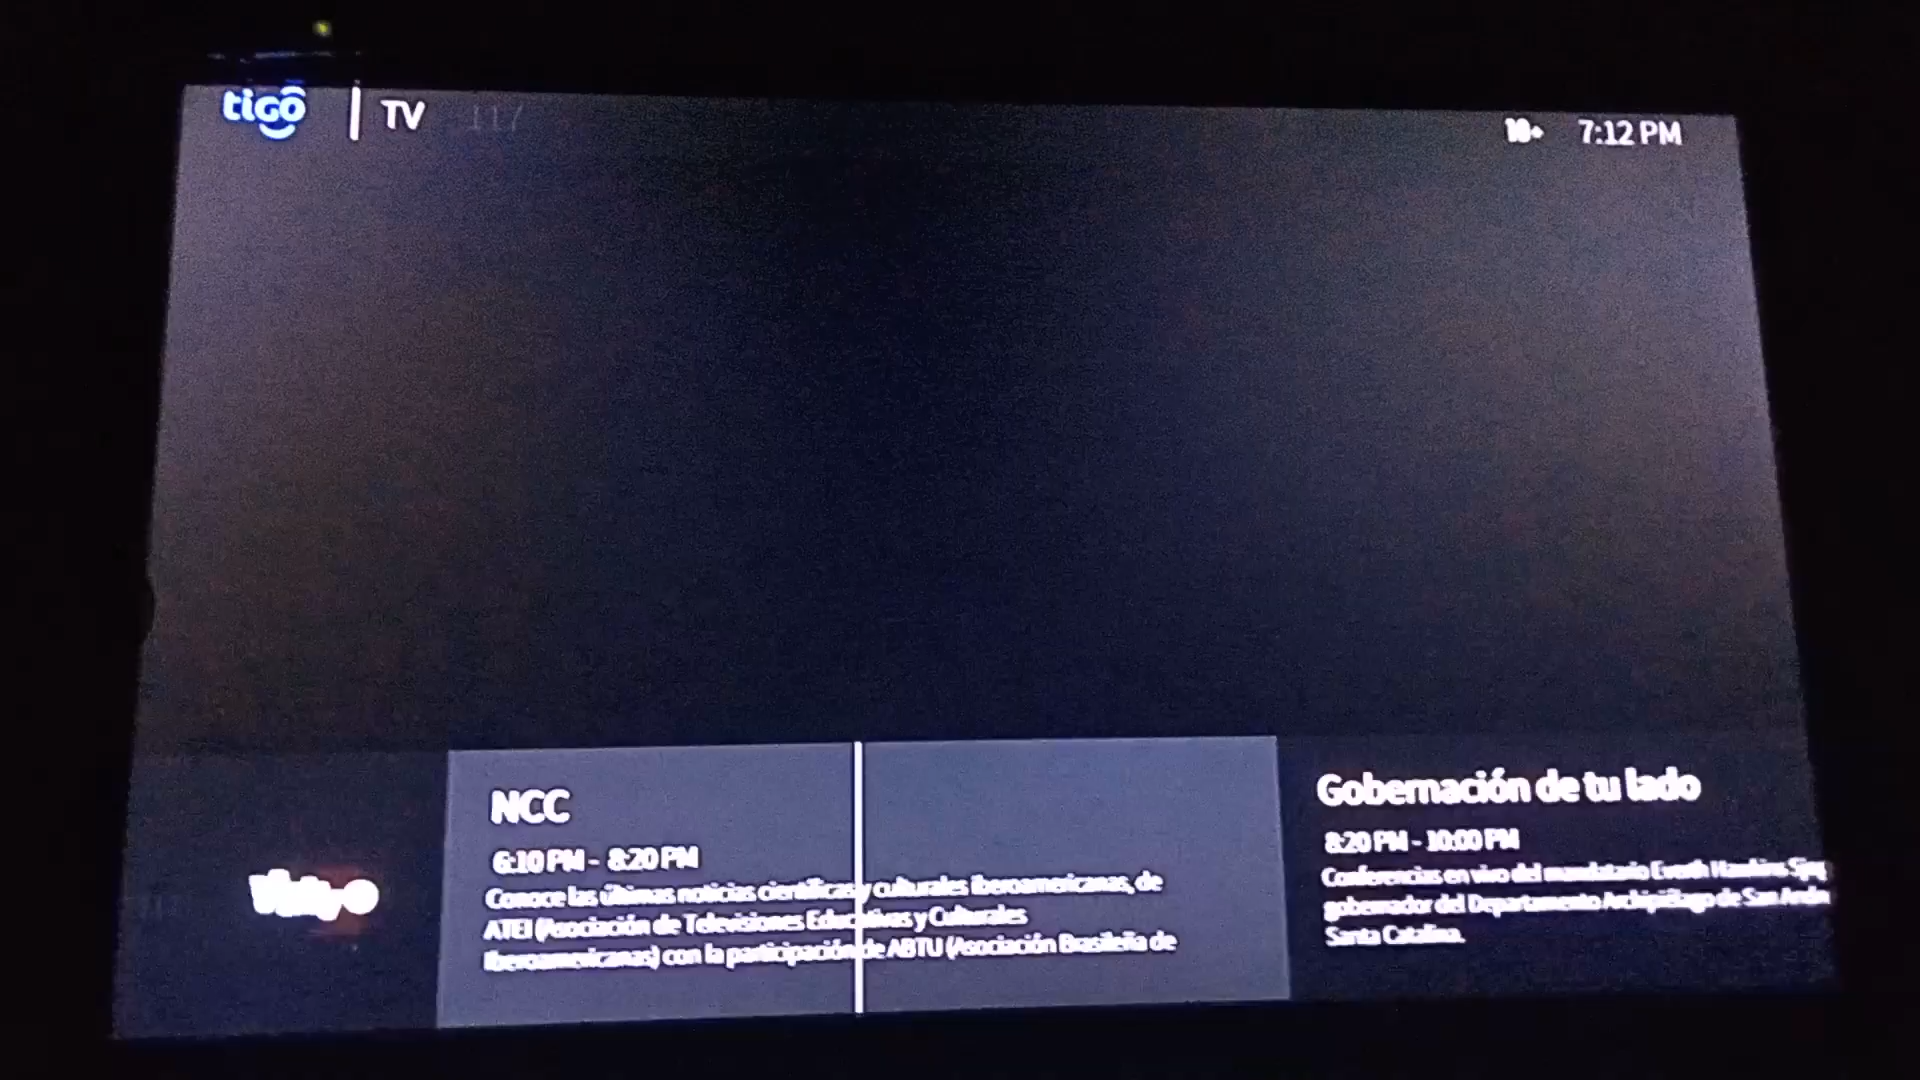 tiGO | TV 117
7:12 PM
NCC
6:10 PM - 8:20 PM
Conoce las últimas noticias científicas y culturales Iberoamericanas, de
ATEI (Asociación de Televisiones Educativas y Culturales
Iberoamericanas) con la participación de ABTU (Asociación Brasileña de
Gobernación de tu lado
8:20 PM - 10:00 PM
Conferencias en vivo del mandatario Everth Hawkins
gobernador del Departamento Archipiélago de San
Santa Catalina.